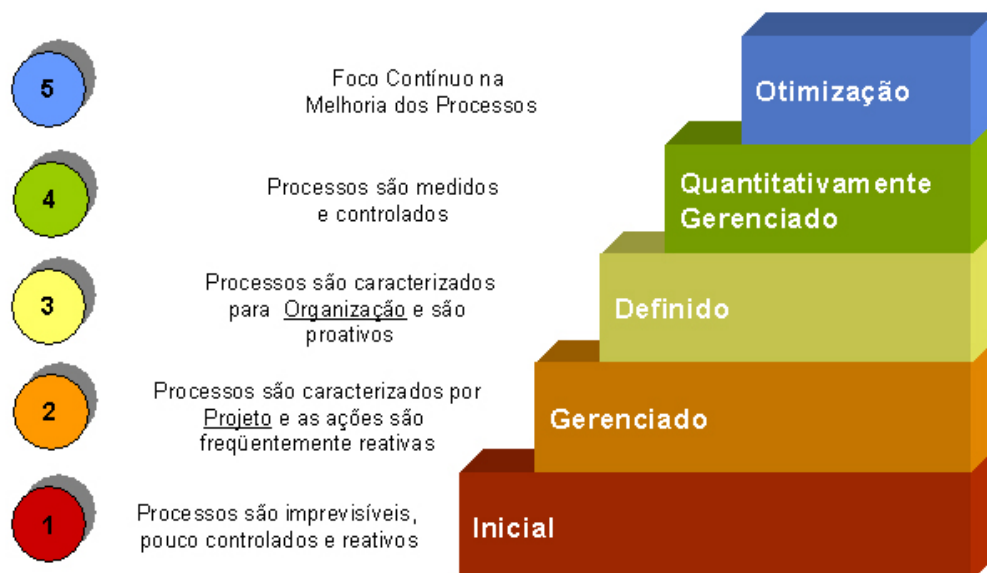 5
Foco Contínuo na
Melhoria dos Processos
Otimização
4
Processos são medidos
e controlados
Quantitativamente
Gerenciado
3
Processos são caracterizados
para Organização e são
proativos
Definido
2
Processos são caracterizados por
Projeto e as ações são
freqüentemente reativas
Gerenciado
1
Processos são imprevisíveis,
pouco controlados e reativos
Inicial